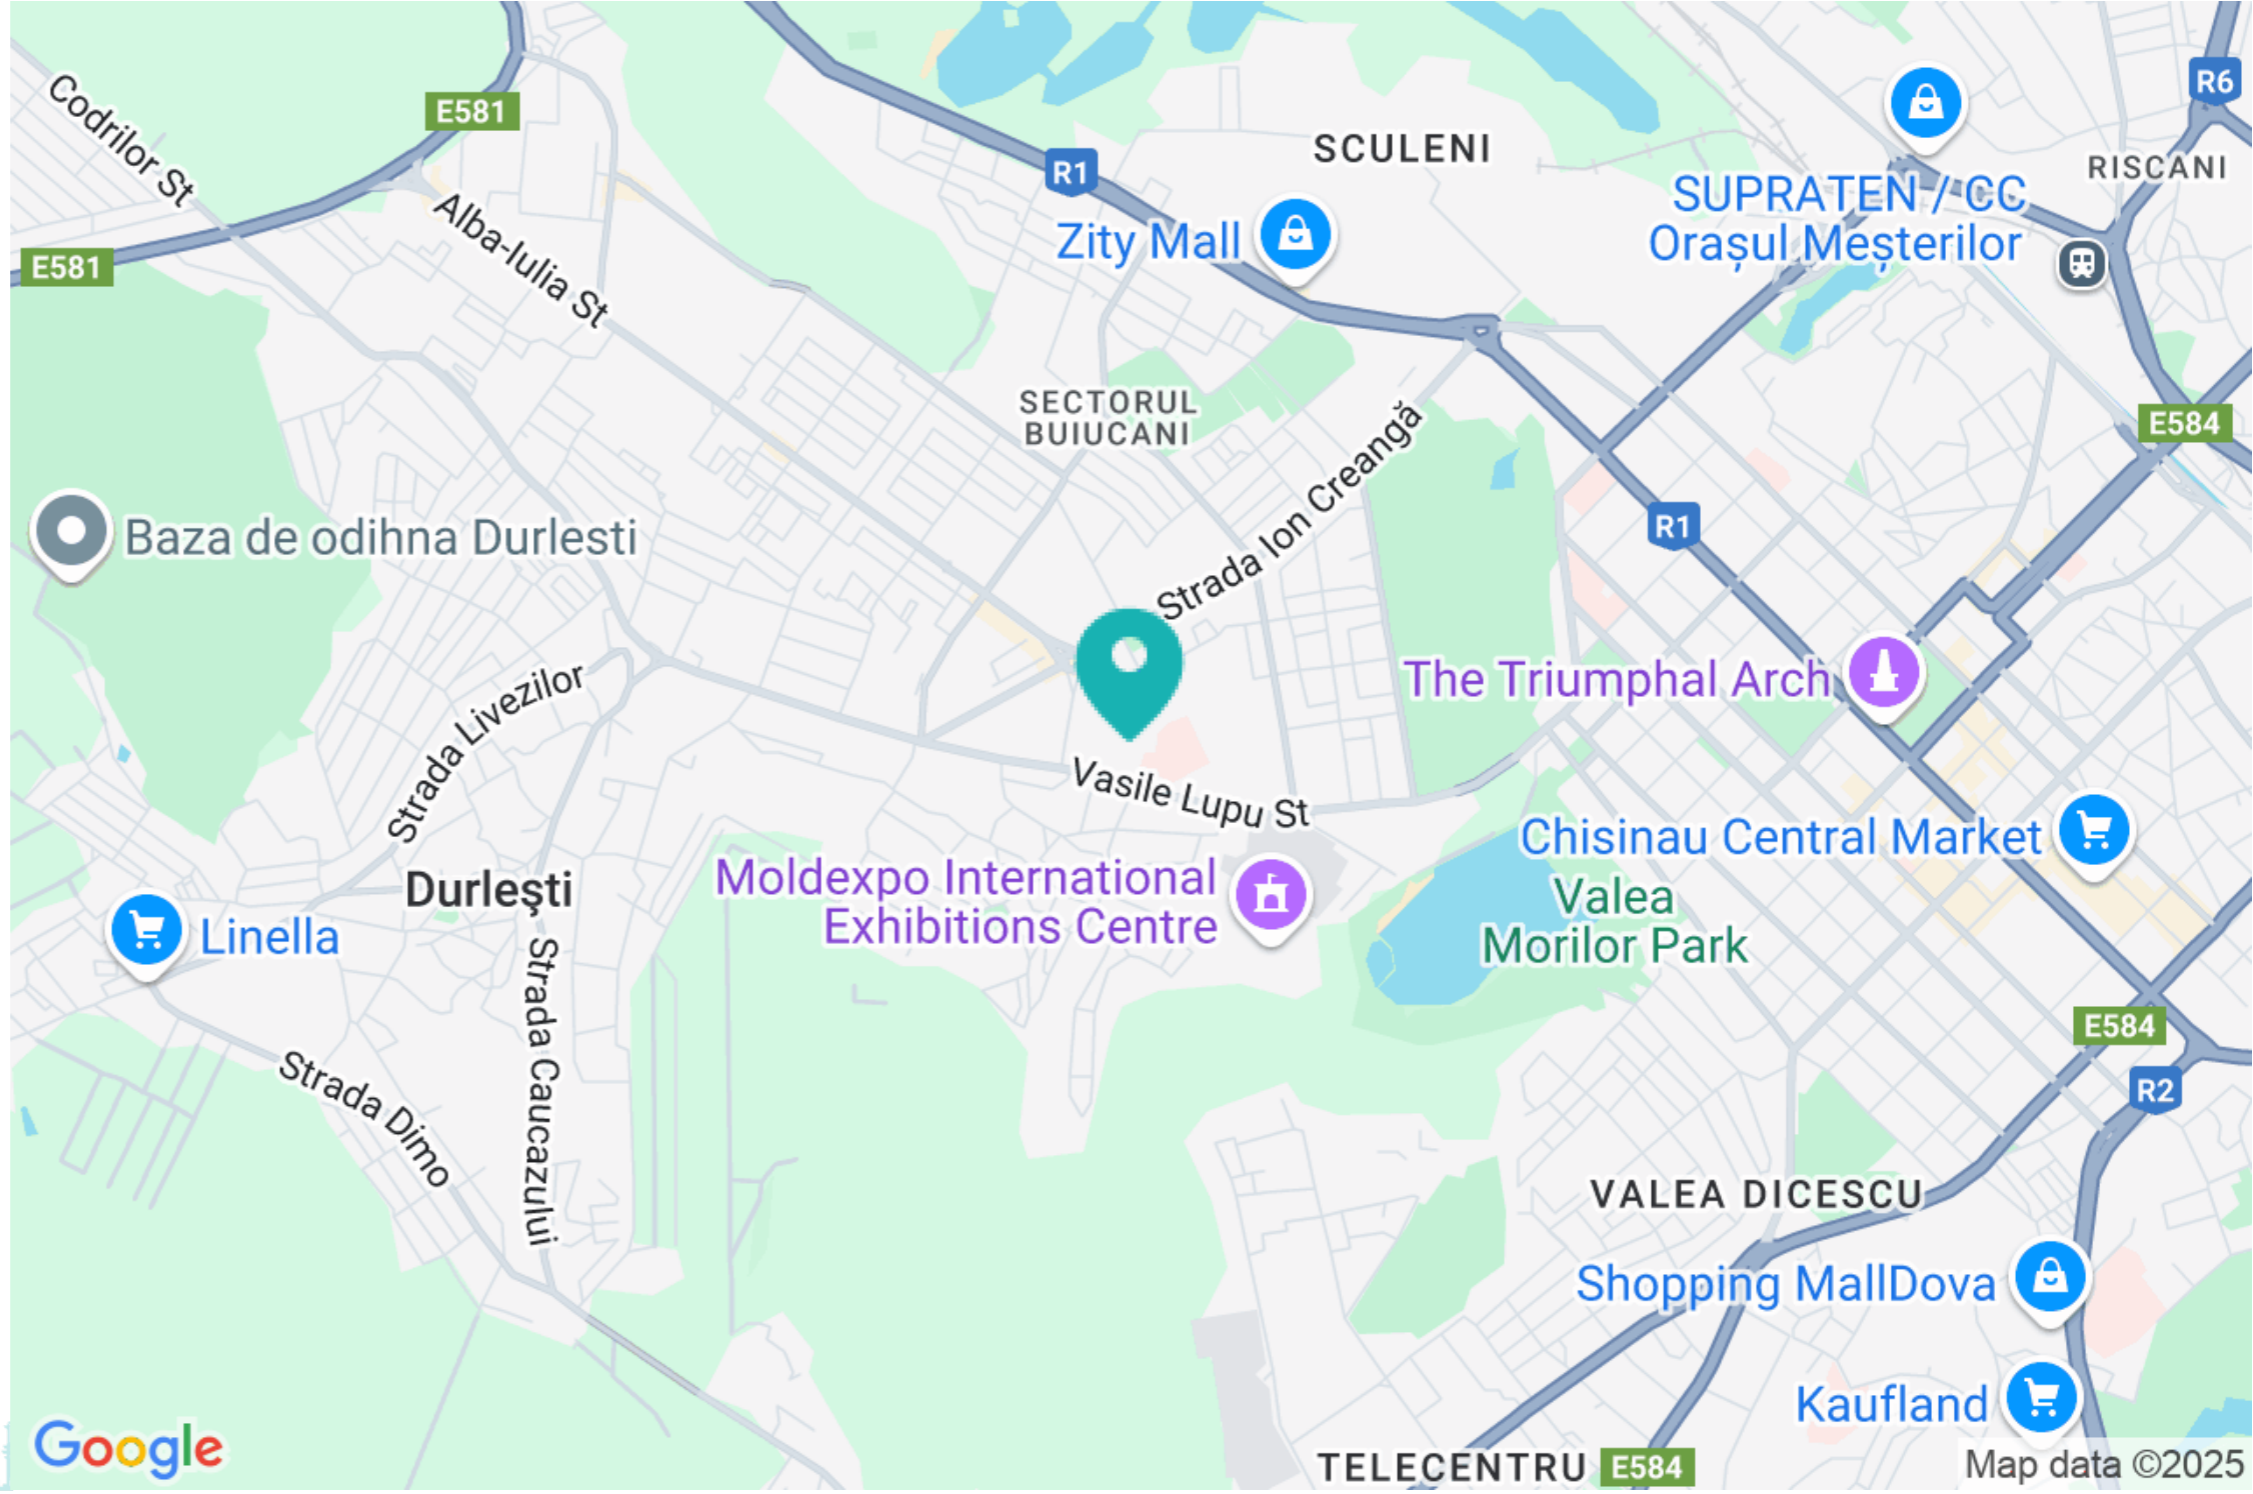 Codrilor St
E581
R1
SCULENI
R6
RISCANI
SUPRATEN / CC
Orașul Meșterilor
Zity Mall
E581
Alba-Iulia St
SECTORUL
BUIUCANI
Strada Ion Creangă
E584
R1
Baza de odihna Durlesti
Strada Livezilor
The Triumphal Arch
Vasile Lupu St
Chisinau Central Market
Moldexpo International
Exhibitions Centre
Durleşti
Valea
Morilor Park
Linella
Strada Caucazului
E584
R2
Strada Dimo
VALEA DICESCU
Shopping MallDova
Kaufland
Google
TELECENTRU
E584
Map data ©2025